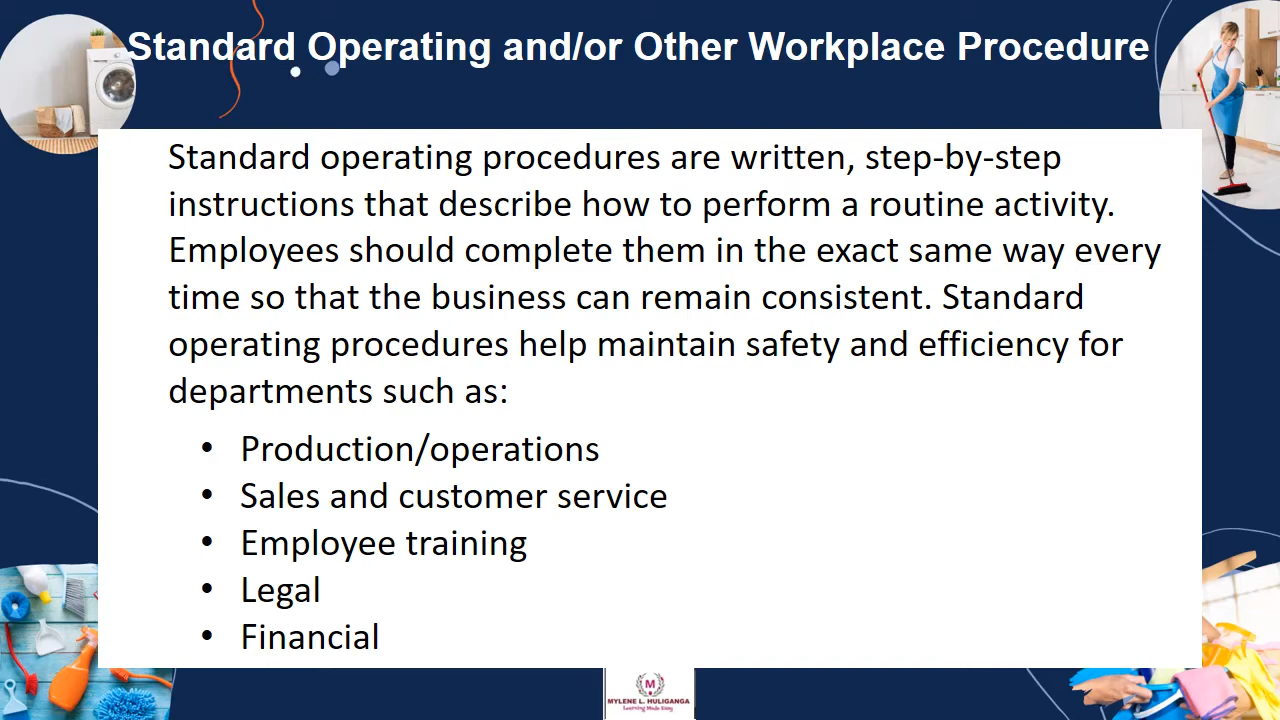 Standard Operating and/or Other Workplace Procedure
Standard operating procedures are written, step-by-step
instructions that describe how to perform a routine activity.
Employees should complete them in the exact same way every
time so that the business can remain consistent. Standard
operating procedures help maintain safety and efficiency for
departments such as:
• Production/operations
• Sales and customer service
• Employee training
• Legal
• Financial
M
MYLENE L. HULIGANGA
Learning Made Easy